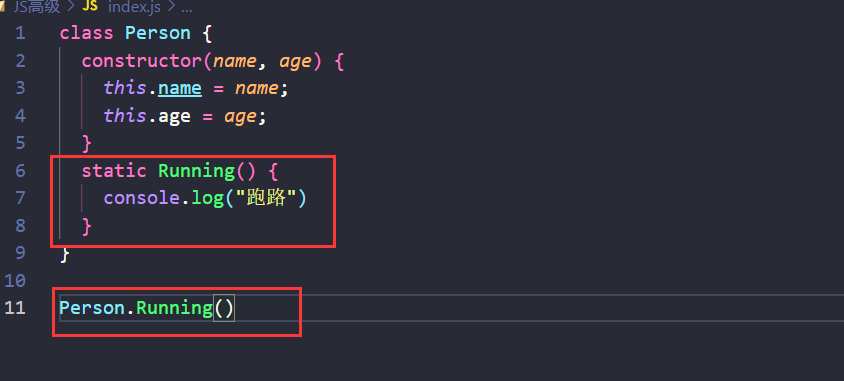 JS高级 > JS index.js > ...
1 class Person {
2   constructor(name, age) {
3     this.name = name;
4     this.age = age;
5   }
6   static Running() {
7     console.log("跑路")
8   }
9 }
10
11 Person.Running()